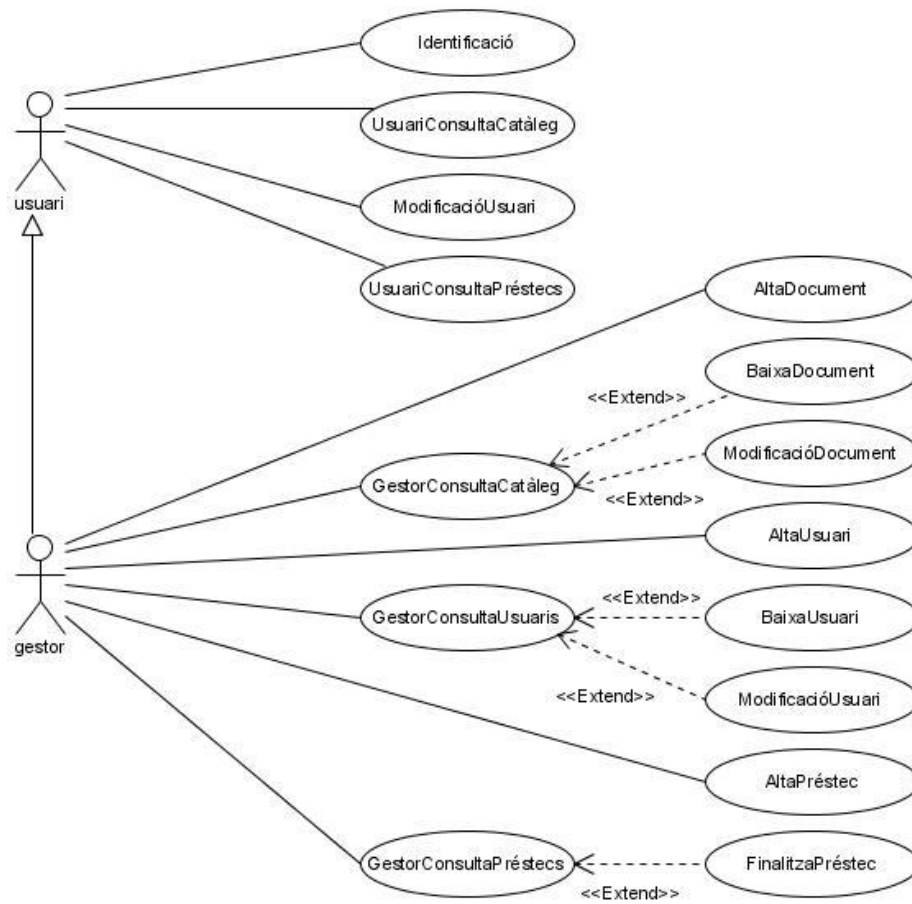 Identificació
UsuariConsultaCatàleg
usuari
ModificacióUsuari
UsuariConsultaPréstecs
AltaDocument
BaixaDocument
<<Extend>>
ModificacióDocument
GestorConsultaCatàleg
<<Extend>>
AltaUsuari
<<Extend>>
GestorConsultaUsuaris
BaixaUsuari
gestor
<<Extend>>
ModificacióUsuari
AltaPréstec
GestorConsultaPréstecs
FinalitzaPréstec
<<Extend>>